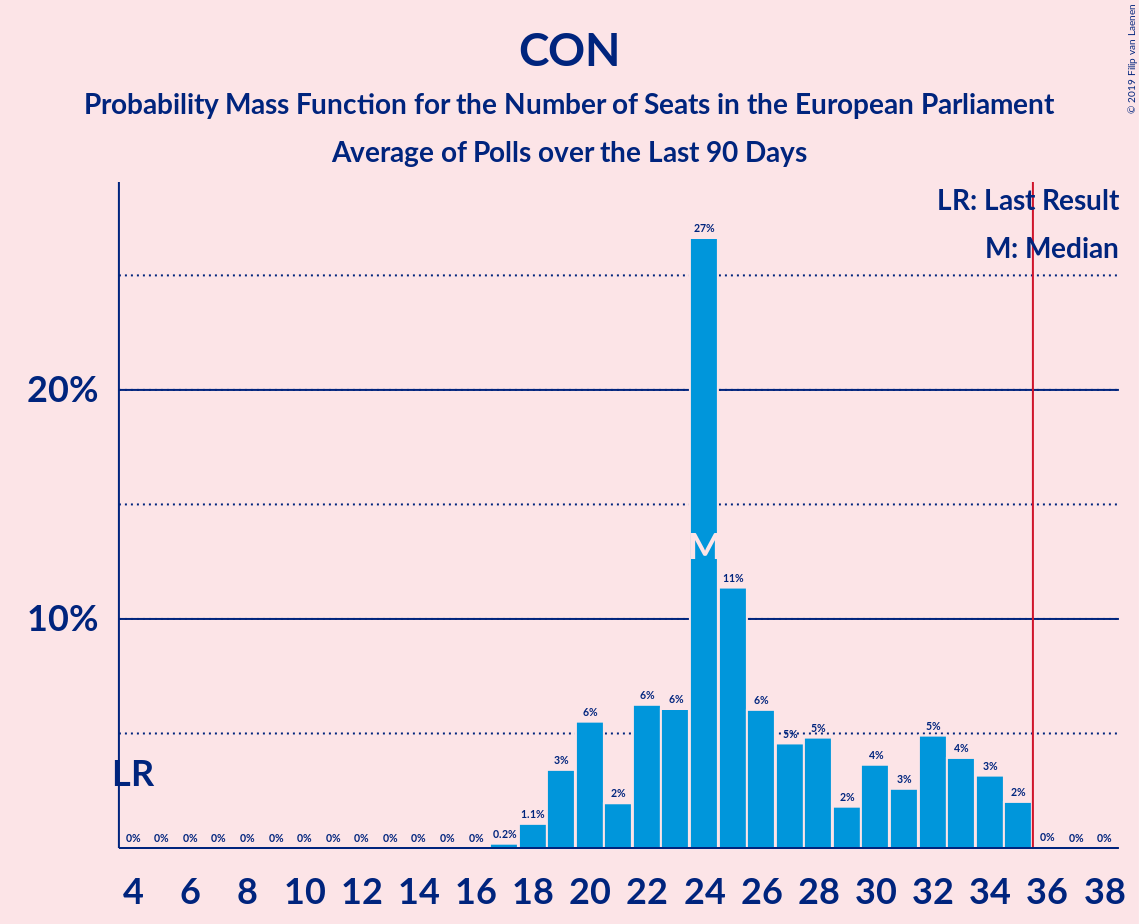 © 2019 Filip van Laenen
CON
Probability Mass Function for the Number of Seats in the European Parliament
Average of Polls over the Last 90 Days
LR: Last Result
M: Median
27%
20%
M
11%
10%
6% 6% 6% 6%
5% 5% 5%
LR
3% 2% 2% 4% 3% 4% 3% 2%
0% 0% 0% 0% 0% 0% 0% 0% 0% 0% 0% 0% 0% 0.2% 1.1% 0% 0% 0%
4 6 8 10 12 14 16 18 20 22 24 26 28 30 32 34 36 38